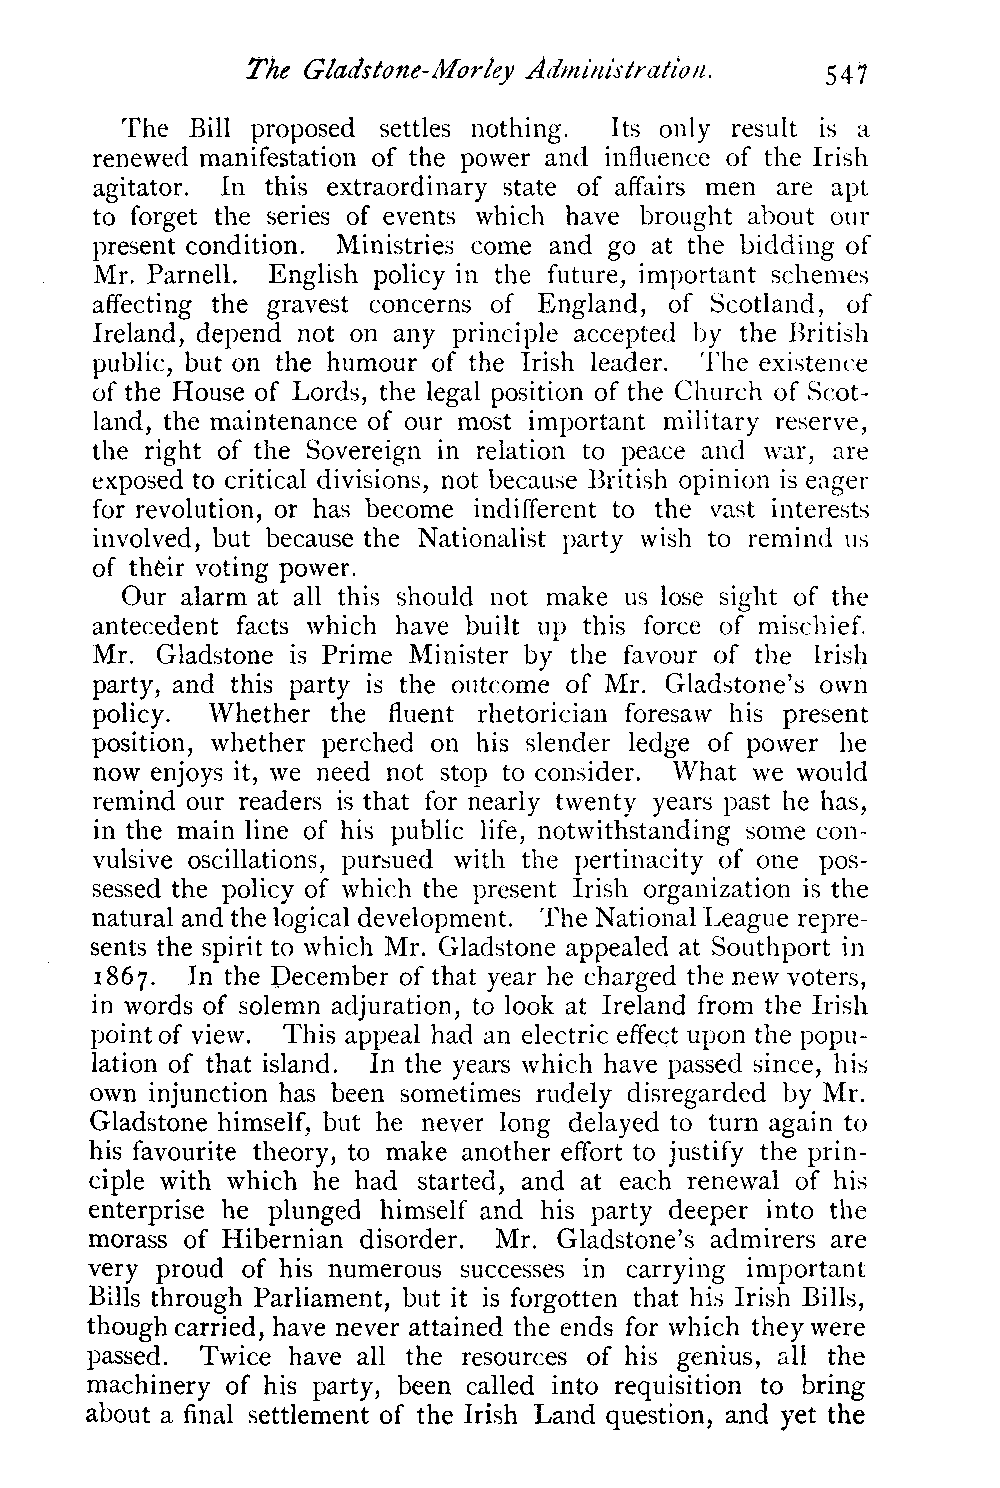 The Gladstone-Morley Administration. 547
The Bill proposed settles nothing. Its only result is a
renewed manifestation of the power and influence of the Irish
agitator. In this extraordinary state of affairs men are apt
to forget the series of events which have brought about our
present condition. Ministries come and go at the bidding of
Mr. Parnell. English policy in the future, important schemes
affecting the gravest concerns of England, of Scotland, of
Ireland, depend not on any principle accepted by the British
public, but on the humour of the Irish leader. The existence
of the House of Lords, the legal position of the Church of Scot-
land, the maintenance of our most important military reserve,
the right of the Sovereign in relation to peace and war, are
exposed to critical divisions, not because British opinion is eager
for revolution, or has become indifferent to the vast interests
involved, but because the Nationalist party wish to remind us
of their voting power.
Our alarm at all this should not make us lose sight of the
antecedent facts which have built up this force of mischief.
Mr. Gladstone is Prime Minister by the favour of the Irish
party, and this party is the outcome of Mr. Gladstone's own
policy. Whether the fluent rhetorician foresaw his present
position, whether perched on his slender ledge of power he
now enjoys it, we need not stop to consider. What we would
remind our readers is that for nearly twenty years past he has,
in the main line of his public life, notwithstanding some con-
vulsive oscillations, pursued with the pertinacity of one pos-
sessed the policy of which the present Irish organization is the
natural and the logical development. The National League repre-
sents the spirit to which Mr. Gladstone appealed at Southport in
1867. In the December of that year he charged the new voters,
in words of solemn adjuration, to look at Ireland from the Irish
point of view. This appeal had an electric effect upon the popu-
lation of that island. In the years which have passed since, his
own injunction has been sometimes rudely disregarded by Mr.
Gladstone himself, but he never long delayed to turn again to
his favourite theory, to make another effort to justify the prin-
ciple with which he had started, and at each renewal of his
enterprise he plunged himself and his party deeper into the
morass of Hibernian disorder. Mr. Gladstone's admirers are
very proud of his numerous successes in carrying important
Bills through Parliament, but it is forgotten that his Irish Bills,
though carried, have never attained the ends for which they were
passed. Twice have all the resources of his genius, all the
machinery of his party, been called into requisition to bring
about a final settlement of the Irish Land question, and yet the